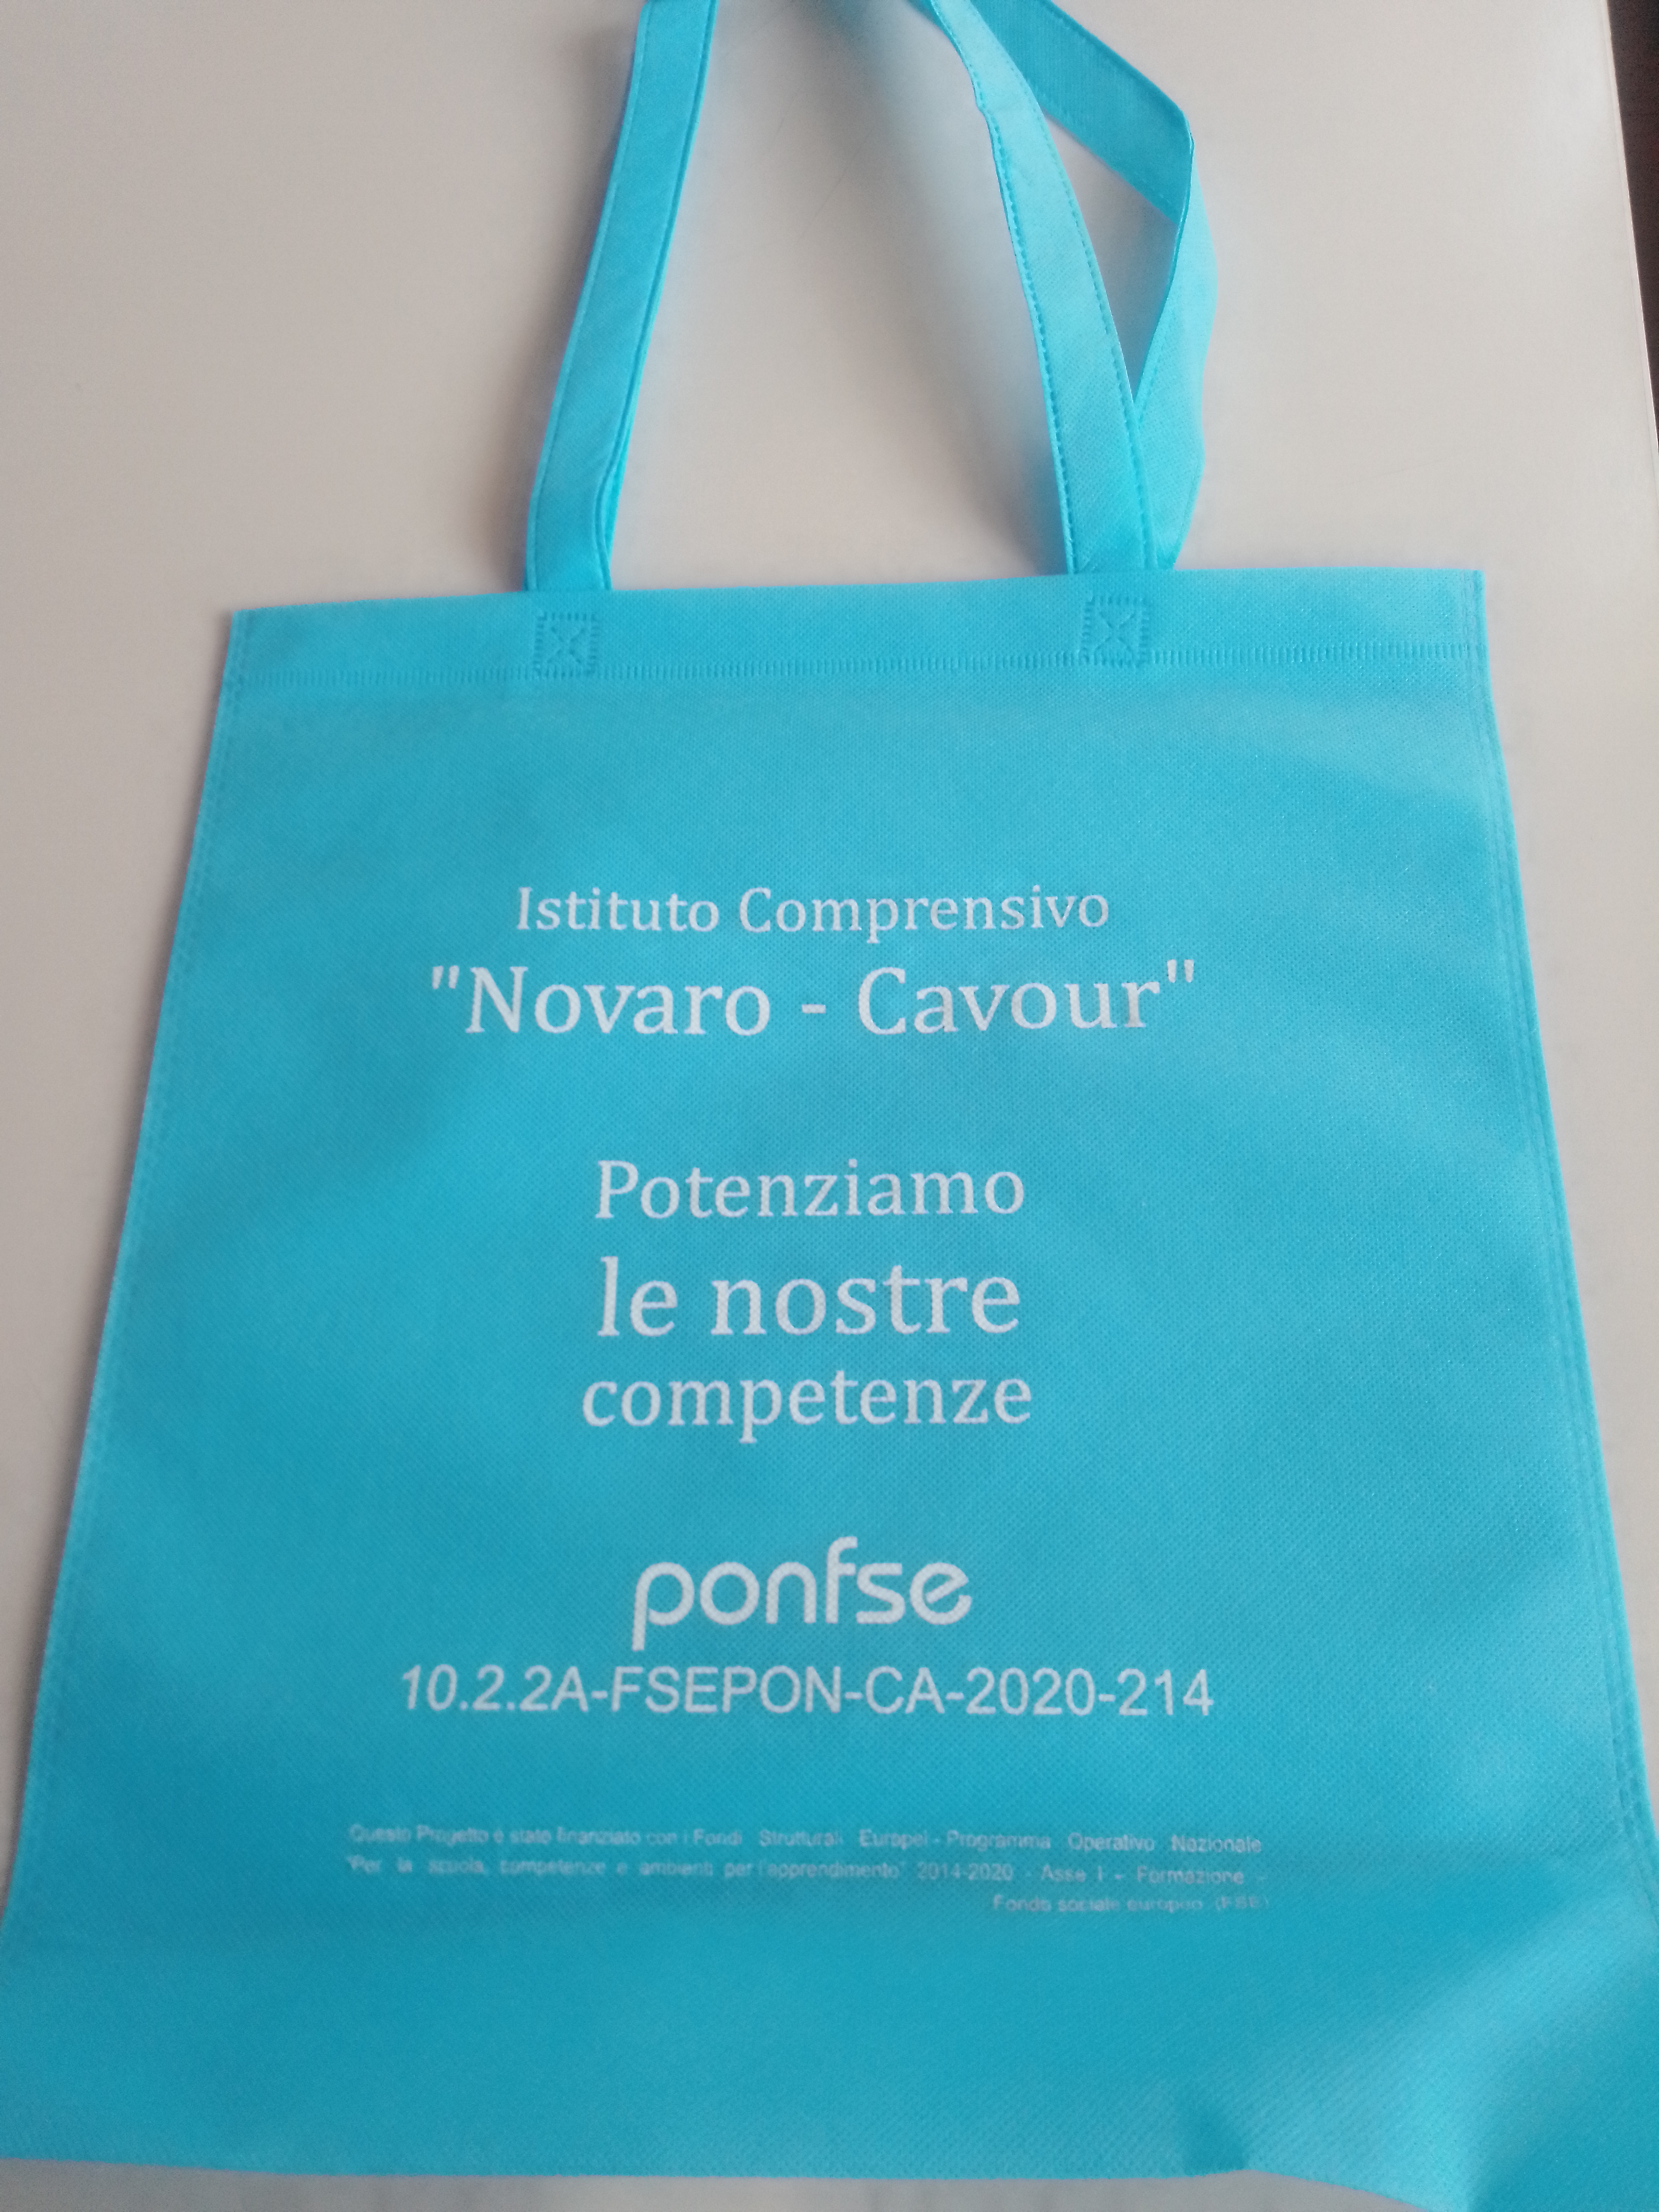 Istituto Comprensivo
"Novaro - Cavour"
Potenziamo
le nostre
competenze
ponfse
10.2.2A-FSEPON-CA-2020-214
Questo Progetto è stato finanziato con i Fondi Strutturali Europei - Programma Operativo Nazionale
"Per la scuola, competenze e ambienti per l'apprendimento" 2014-2020 - Asse I - Formazione -
Fondo sociale europeo (FSE)